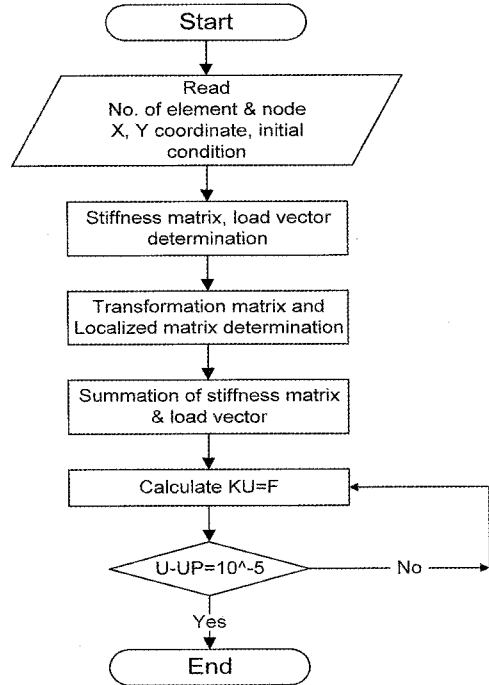 Start
Read
No. of element & node
X, Y coordinate, initial
condition
Stiffness matrix, load vector
determination
Transformation matrix and
Localized matrix determination
Summation of stiffness matrix
& load vector
Calculate KU=F
U-UP=10^-5
No
Yes
End